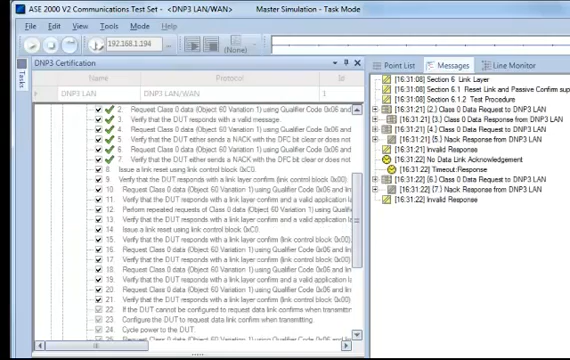 ASE 2000 V2 Communications Test Set - <DNP3 LAN/WAN> Master Simulation - Task Mode
File Edit View Tools Mode Help
192.168.1.194
(None)
Tasks
DNP3 Certification
Point List Messages Line Monitor
Name Protocol Id
DNP3 LAN DNP3 LAN/WAN 1
2. Request Class 0 data (Object 60 Variation 1) using Qualifier Code 0x06 and
3. Verify that the DUT responds with a valid message.
4. Request Class 0 data (Object 60 Variation 1) using Qualifier Code 0x06 and
5. Verify that the DUT either sends a NACK with the DFC bit clear or does not
6. Request Class 0 data (Object 60 Variation 1) using Qualifier Code 0x06 and
7. Verify that the DUT either sends a NACK with the DFC bit clear or does not
8 Issue a link reset using link control block 0xC0.
9 Verify that the DUT responds with a link layer confirm (link control block 0x00).
10. Request Class 0 data (Object 60 Variation 1) using Qualifier Code 0x06 and
11. Verify that the DUT responds with a link layer confirm and a valid application la
12. Perform repeated requests of Class 0 data (Object 60 Variation 1) using Qualif
13. Verify that the DUT responds with a link layer confirm and a valid application la
14 Issue a link reset using link control block 0xC0.
15. Verify that the DUT responds with a link layer confirm (link control block 0x00).
16. Request Class 0 data (Object 60 Variation 1) using Qualifier Code 0x06 and
17. Verify that the DUT responds with a link layer confirm and a valid application la
18. Request Class 0 data (Object 60 Variation 1) using Qualifier Code 0x06 and
19. Verify that the DUT responds with a link layer confirm and a valid application la
20. Issue a link reset using link control block 0xC0.
21. Verify that the DUT responds with a link layer confirm (link control block 0x00)
22 If the DUT cannot be configured to request data link confirms when transmitter
23. Configure the DUT to request data link confirm when transmitting.
24. Cycle power to the DUT.
[16:31:08] Section 6 Link Layer
[16:31:08] Section 6.1 Reset Link and Passive Confirm sup
[16:31:08] Section 6.1.2 Test Procedure
[16:31:21] [2.] Class 0 Data Request to DNP3 LAN
[16:31:21] [3.] Class 0 Data Response from DNP3 LAN
[16:31:21] [4.] Class 0 Data Request to DNP3 LAN
[16:31:21] [5.] Nack Response from DNP3 LAN
[16:31:21] Invalid Response
[16:31:22] No Data Link Acknowledgement
[16:31:22] Timeout:Response
[16:31:22] [6.] Class 0 Data Request to DNP3 LAN
[16:31:22] [7.] Nack Response from DNP3 LAN
[16:31:22] Invalid Response